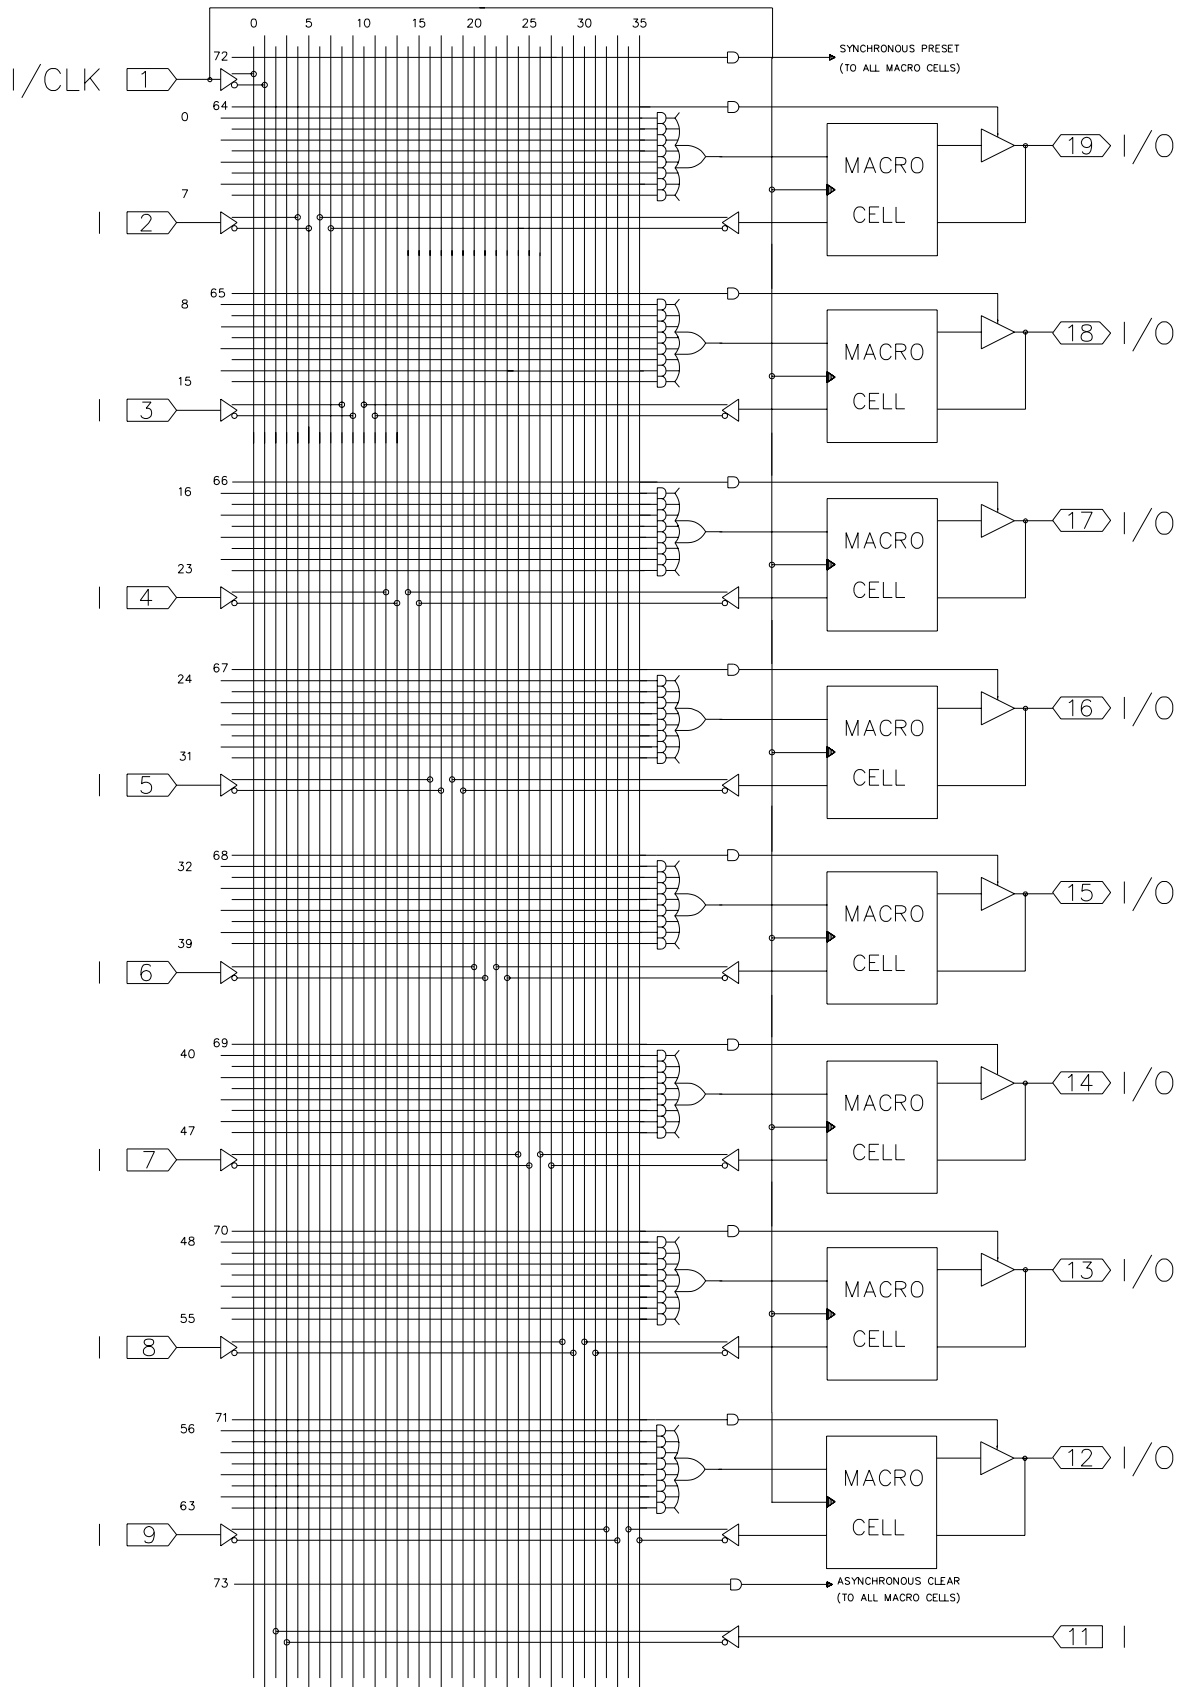 0 5 10 15 20 25 30 35
72
SYNCHRONOUS PRESET
(TO ALL MACRO CELLS)
I/CLK 1
64
0
MACRO
CELL
19 I/O
7
I 2
65
8
MACRO
CELL
18 I/O
15
I 3
66
16
MACRO
CELL
17 I/O
23
I 4
67
24
MACRO
CELL
16 I/O
31
I 5
68
32
MACRO
CELL
15 I/O
39
I 6
69
40
MACRO
CELL
14 I/O
47
I 7
70
48
MACRO
CELL
13 I/O
55
I 8
71
56
MACRO
CELL
12 I/O
63
I 9
73
ASYNCHRONOUS CLEAR
(TO ALL MACRO CELLS)
11 I